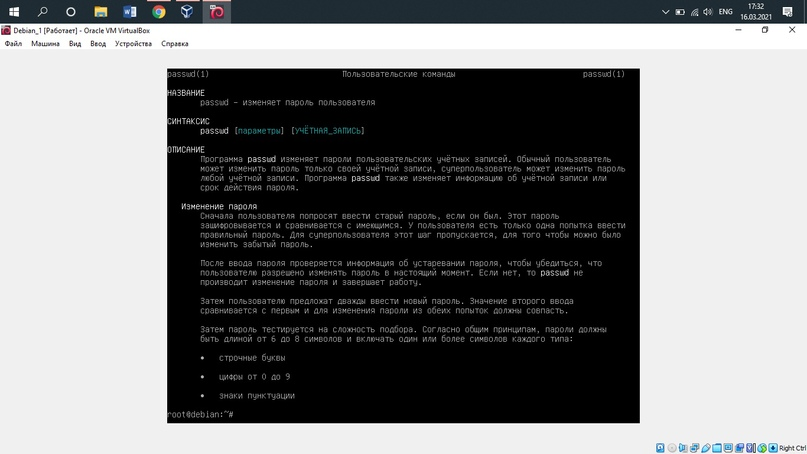 ENG
17:32
16.03.2021
Debian_1 [Работает] - Oracle VM VirtualBox
Файл Машина Вид Ввод Устройства Справка
passwd(1) Пользовательские команды passwd(1)
НАЗВАНИЕ
passwd - изменяет пароль пользователя
СИНТАКСИС
passwd [параметры] [УЧЁТНАЯ_ЗАПИСЬ]
ОПИСАНИЕ
Программа passwd изменяет пароли пользовательских учётных записей. Обычный пользователь
может изменить пароль только своей учётной записи, суперпользователь может изменить пароль
любой учётной записи. Программа passwd также изменяет информацию об учётной записи или
срок действия пароля.
Изменение пароля
Сначала пользователя попросят ввести старый пароль, если он был. Этот пароль
зашифровывается и сравнивается с имеющимся. У пользователя есть только одна попытка ввести
правильный пароль. Для суперпользователя этот шаг пропускается, для того чтобы можно было
изменить забытый пароль.
После ввода пароля проверяется информация об устаревании пароля, чтобы убедиться, что
пользователю разрешено изменять пароль в настоящий момент. Если нет, то passwd не
производит изменение пароля и завершает работу.
Затем пользователю предложат дважды ввести новый пароль. Значение второго ввода
сравнивается с первым и для изменения пароли из обеих попыток должны совпасть.
Затем пароль тестируется на сложность подбора. Согласно общим принципам, пароли должны
быть длиной от 6 до 8 символов и включать один или более символов каждого типа:
• строчные буквы
• цифры от 0 до 9
• знаки пунктуации
root@debian:~#
Right Ctrl